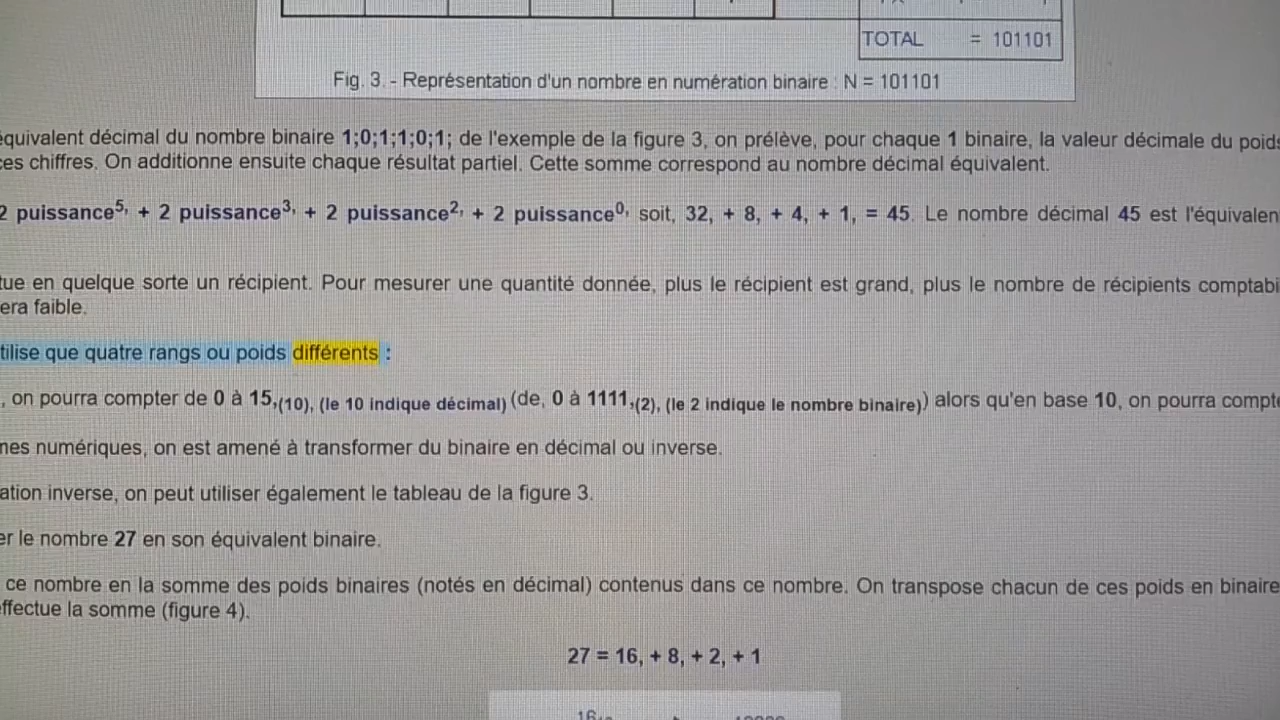 TOTAL = 101101
Fig. 3. - Représentation d'un nombre en numération binaire : N = 101101
équivalent décimal du nombre binaire 1;0;1;1;0;1; de l'exemple de la figure 3, on prélève, pour chaque 1 binaire, la valeur décimale du poids
ces chiffres. On additionne ensuite chaque résultat partiel. Cette somme correspond au nombre décimal équivalent.
2 puissance5, + 2 puissance3, + 2 puissance2, + 2 puissance0, soit, 32, + 8, + 4, + 1, = 45. Le nombre décimal 45 est l'équivalen
tue en quelque sorte un récipient. Pour mesurer une quantité donnée, plus le récipient est grand, plus le nombre de récipients comptabi
era faible.
tilise que quatre rangs ou poids différents :
, on pourra compter de 0 à 15,(10), (le 10 indique décimal) (de, 0 à 1111,(2), (le 2 indique le nombre binaire)) alors qu'en base 10, on pourra compte
nes numériques, on est amené à transformer du binaire en décimal ou inverse.
ation inverse, on peut utiliser également le tableau de la figure 3.
er le nombre 27 en son équivalent binaire.
ce nombre en la somme des poids binaires (notés en décimal) contenus dans ce nombre. On transpose chacun de ces poids en binaire
effectue la somme (figure 4).
27 = 16, + 8, + 2, + 1